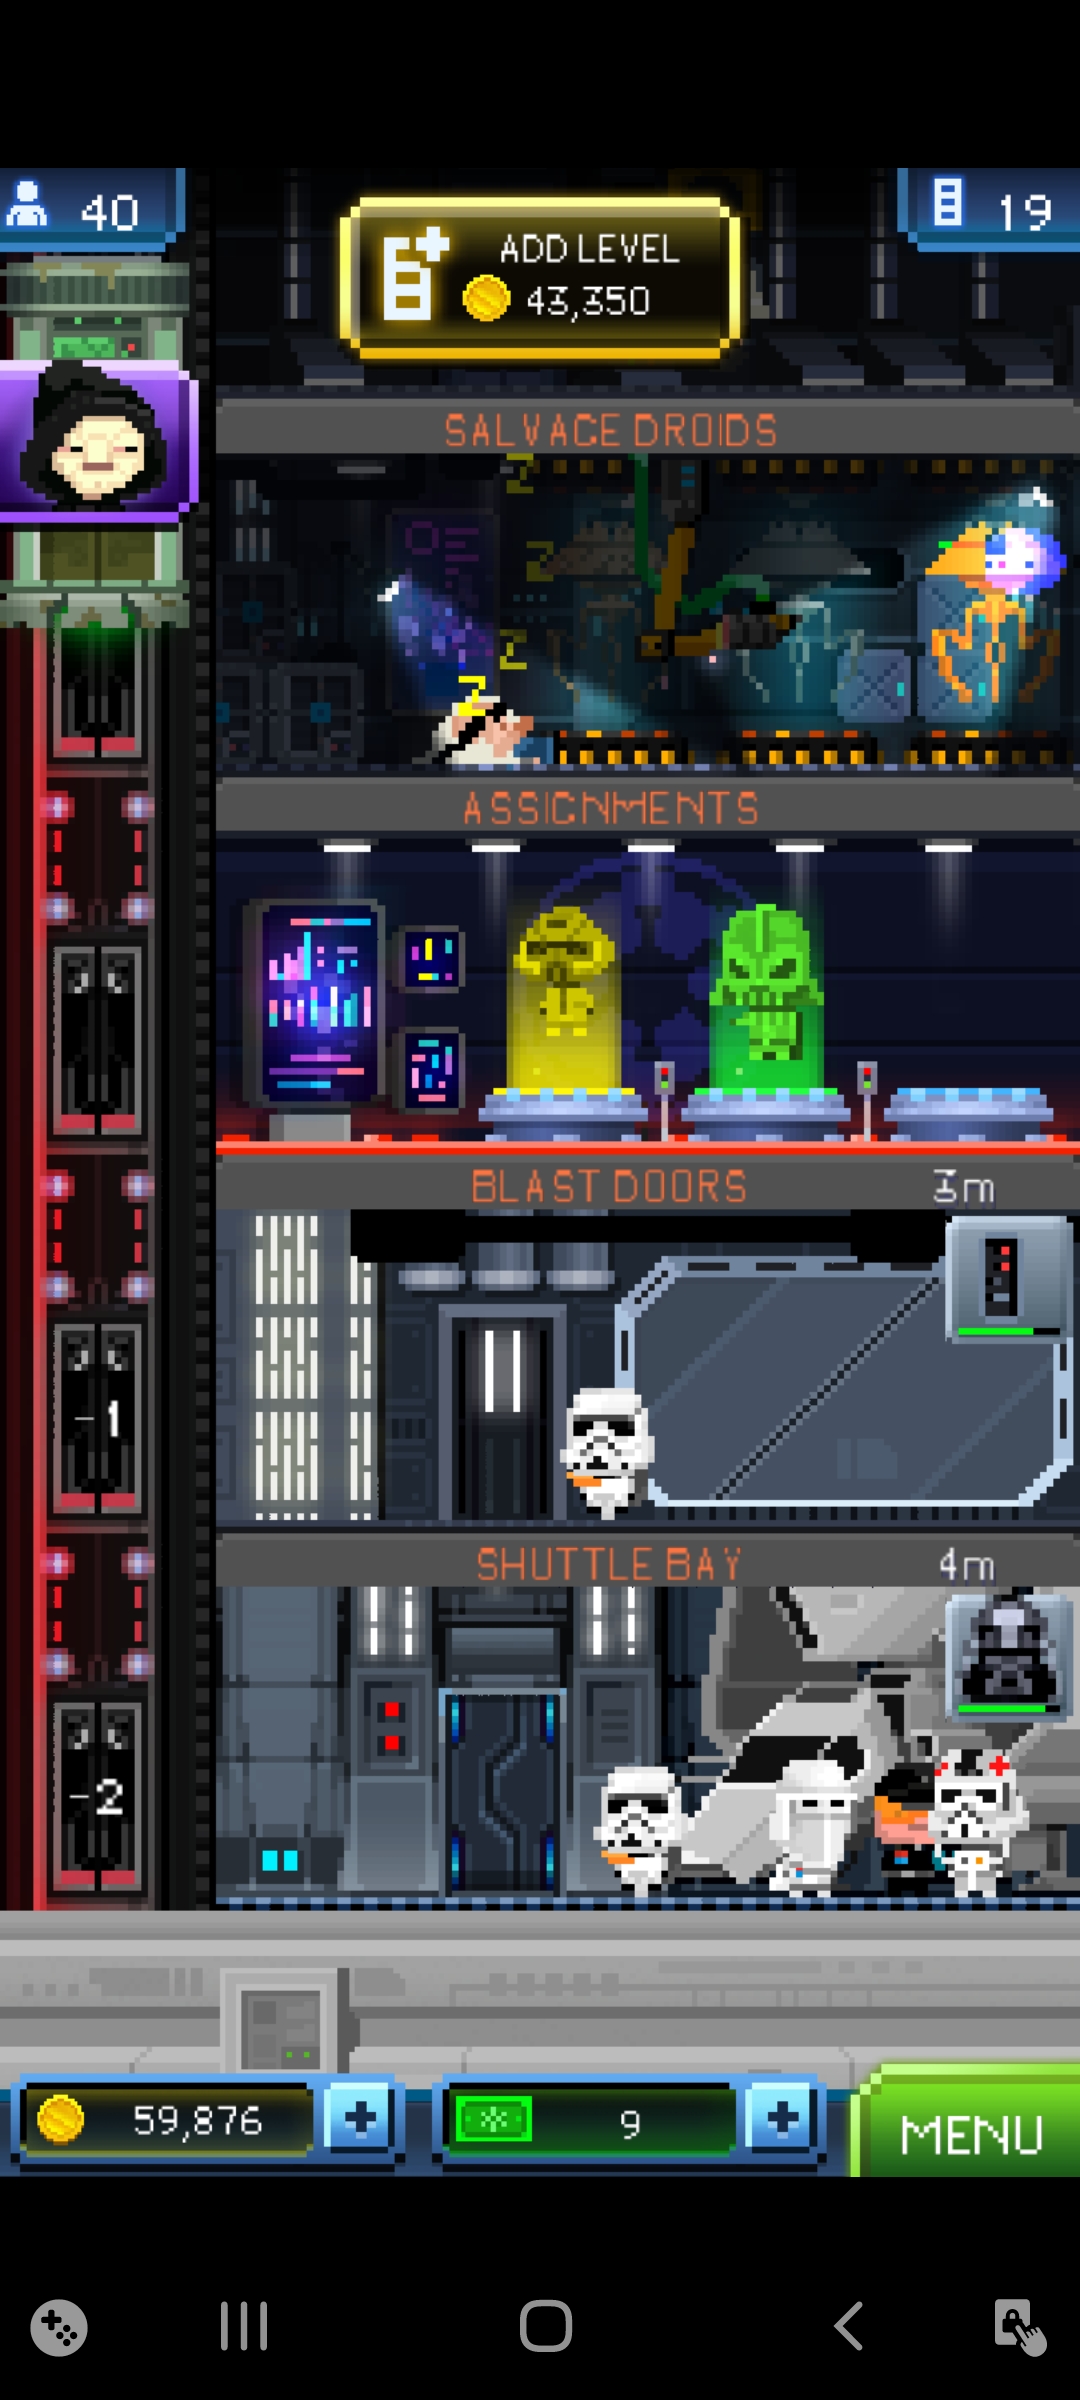 40
ADD LEVEL
43,350
19
SALVAGE DROIDS
Z
Z
Z
Z
ASSIGNMENTS
BLAST DOORS 3m
-1
SHUTTLE BAY 4m
-2
59,876 +
9 +
MENU